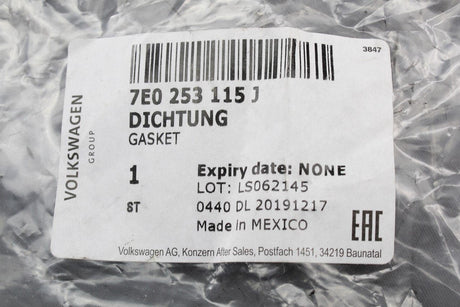 3847
VOLKSWAGEN
GROUP
7E0 253 115 J
DICHTUNG
GASKET
1
ST
Expiry date: NONE
LOT: LS062145
0440 DL 20191217
Made in MEXICO
EAC
Volkswagen AG, Konzern After Sales, Postfach 1451, 34219 Baunatal